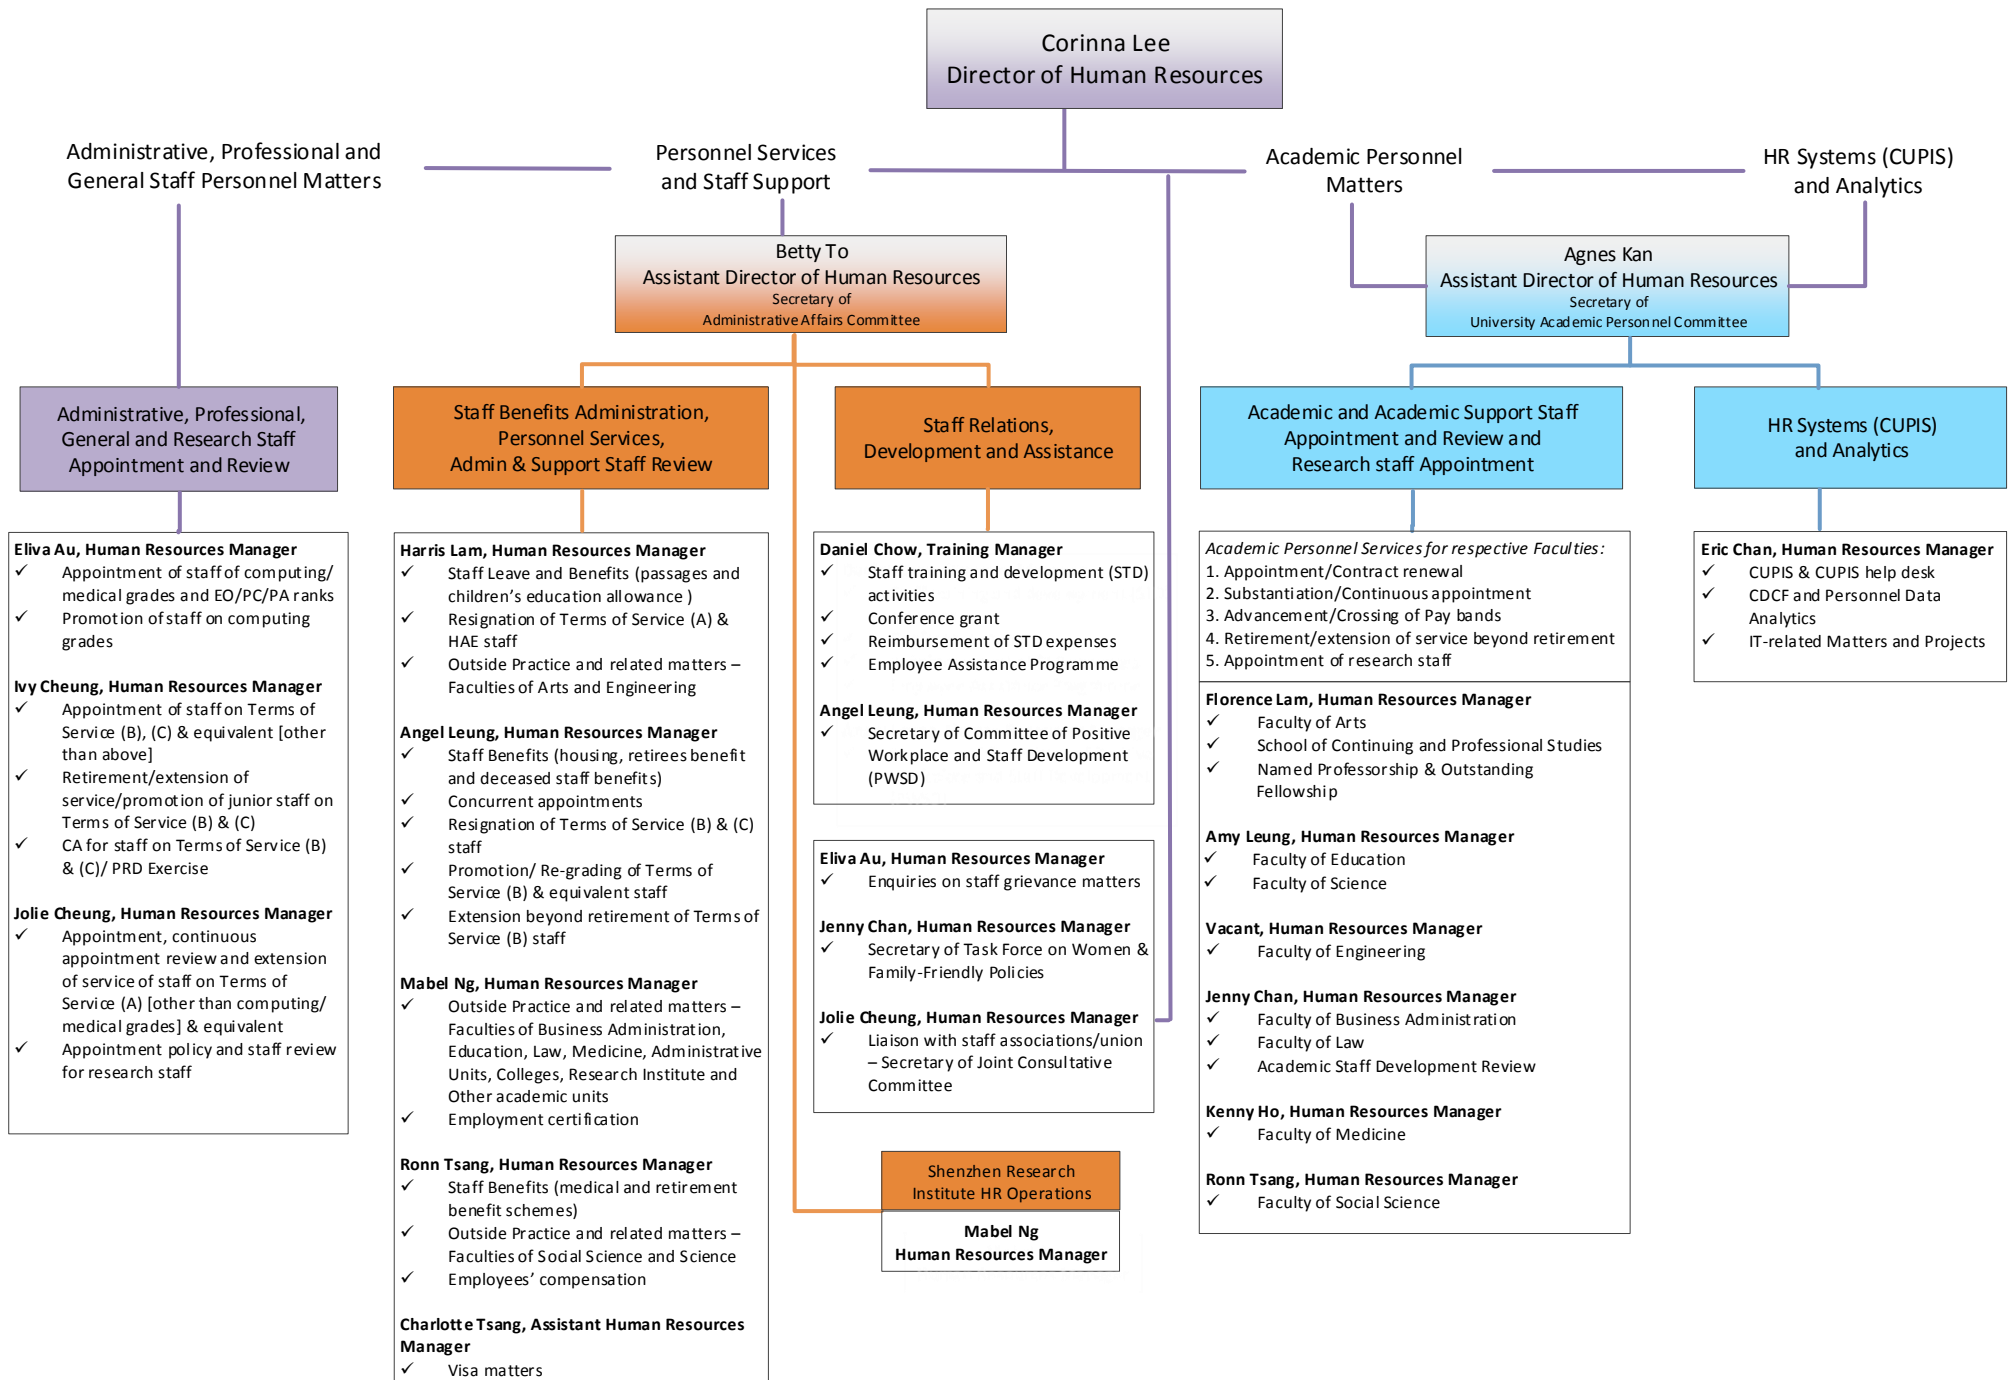 Corinna Lee
Director of Human Resources
Administrative, Professional and
General Staff Personnel Matters
Personnel Services
and Staff Support
Academic Personnel
Matters
HR Systems (CUPIS)
and Analytics
Betty To
Assistant Director of Human Resources
Secretary of
Administrative Affairs Committee
Agnes Kan
Assistant Director of Human Resources
Secretary of
University Academic Personnel Committee
Administrative, Professional,
General and Research Staff
Appointment and Review
Staff Benefits Administration,
Personnel Services,
Admin & Support Staff Review
Staff Relations,
Development and Assistance
Academic and Academic Support Staff
Appointment and Review and
Research staff Appointment
HR Systems (CUPIS)
and Analytics
Eliva Au, Human Resources Manager
✓ Appointment of staff of computing/
medical grades and EO/PC/PA ranks
✓ Promotion of staff on computing
grades
Ivy Cheung, Human Resources Manager
✓ Appointment of staff on Terms of
Service (B), (C) & equivalent [other
than above]
✓ Retirement/extension of
service/promotion of junior staff on
Terms of Service (B) & (C)
✓ CA for staff on Terms of Service (B)
& (C)/ PRD Exercise
Jolie Cheung, Human Resources Manager
✓ Appointment, continuous
appointment review and extension
of service of staff on Terms of
Service (A) [other than computing/
medical grades] & equivalent
✓ Appointment policy and staff review
for research staff
Harris Lam, Human Resources Manager
✓ Staff Leave and Benefits (passages and
children’s education allowance )
✓ Resignation of Terms of Service (A) &
HAE staff
✓ Outside Practice and related matters –
Faculties of Arts and Engineering
Angel Leung, Human Resources Manager
✓ Staff Benefits (housing, retirees benefit
and deceased staff benefits)
✓ Concurrent appointments
✓ Resignation of Terms of Service (B) & (C)
staff
✓ Promotion/ Re-grading of Terms of
Service (B) & equivalent staff
✓ Extension beyond retirement of Terms of
Service (B) staff
Mabel Ng, Human Resources Manager
✓ Outside Practice and related matters –
Faculties of Business Administration,
Education, Law, Medicine, Administrative
Units, Colleges, Research Institute and
Other academic units
✓ Employment certification
Ronn Tsang, Human Resources Manager
✓ Staff Benefits (medical and retirement
benefit schemes)
✓ Outside Practice and related matters –
Faculties of Social Science and Science
✓ Employees’ compensation
Charlotte Tsang, Assistant Human Resources
Manager
✓ Visa matters
Daniel Chow, Training Manager
✓ Staff training and development (STD)
activities
✓ Conference grant
✓ Reimbursement of STD expenses
✓ Employee Assistance Programme
Angel Leung, Human Resources Manager
✓ Secretary of Committee of Positive
Workplace and Staff Development
(PWSD)
Eliva Au, Human Resources Manager
✓ Enquiries on staff grievance matters
Jenny Chan, Human Resources Manager
✓ Secretary of Task Force on Women &
Family-Friendly Policies
Jolie Cheung, Human Resources Manager
✓ Liaison with staff associations/union
– Secretary of Joint Consultative
Committee
Shenzhen Research
Institute HR Operations
Mabel Ng
Human Resources Manager
Academic Personnel Services for respective Faculties:
1. Appointment/Contract renewal
2. Substantiation/Continuous appointment
3. Advancement/Crossing of Pay bands
4. Retirement/extension of service beyond retirement
5. Appointment of research staff
Florence Lam, Human Resources Manager
✓ Faculty of Arts
✓ School of Continuing and Professional Studies
✓ Named Professorship & Outstanding
Fellowship
Amy Leung, Human Resources Manager
✓ Faculty of Education
✓ Faculty of Science
Vacant, Human Resources Manager
✓ Faculty of Engineering
Jenny Chan, Human Resources Manager
✓ Faculty of Business Administration
✓ Faculty of Law
✓ Academic Staff Development Review
Kenny Ho, Human Resources Manager
✓ Faculty of Medicine
Ronn Tsang, Human Resources Manager
✓ Faculty of Social Science
Eric Chan, Human Resources Manager
✓ CUPIS & CUPIS help desk
✓ CDCF and Personnel Data
Analytics
✓ IT-related Matters and Projects